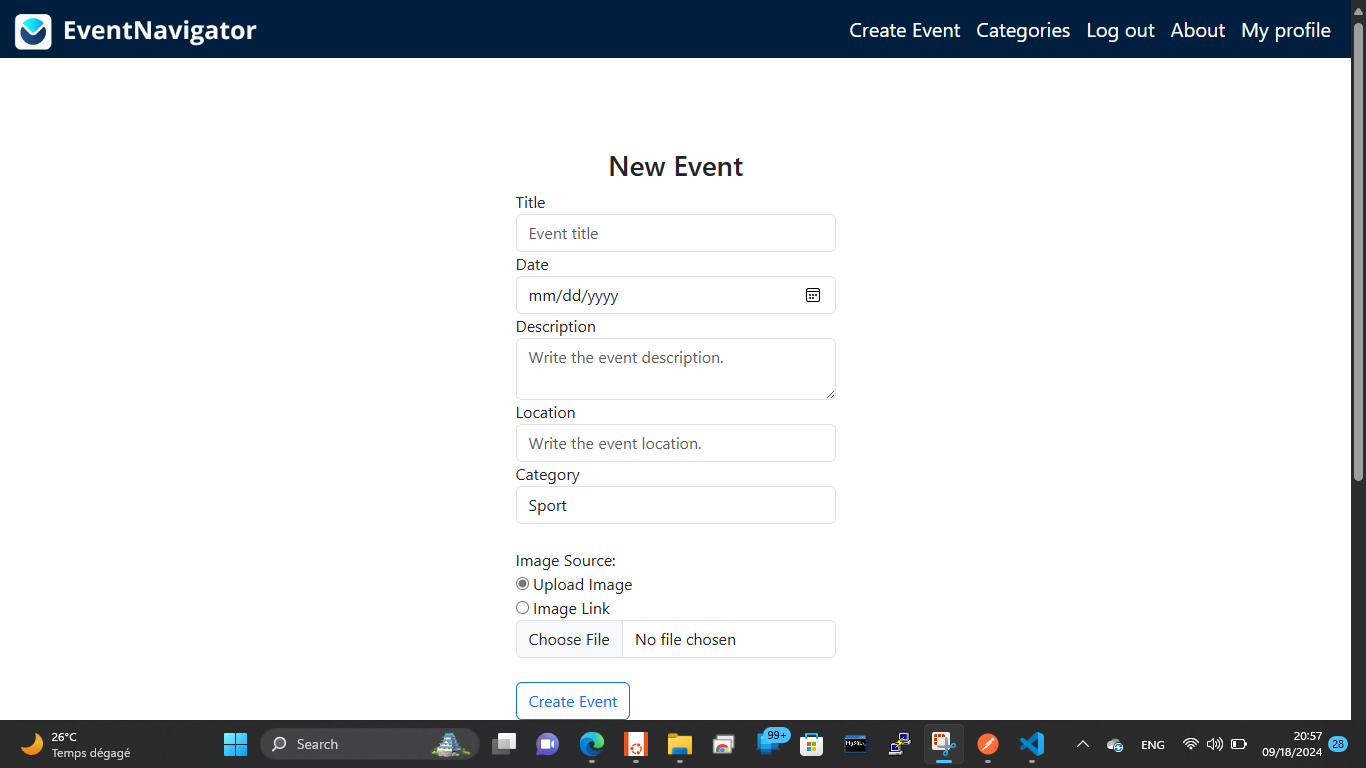 EventNavigator
Create Event Categories Log out About My profile
New Event
Title
Event title
Date
mm/dd/yyyy
Description
Write the event description.
Location
Write the event location.
Category
Sport
Image Source:
Upload Image
Image Link
Choose File No file chosen
Create Event
26°C
Temps dégagé
Search
99+
MySQL
ENG
20:57
09/18/2024
28